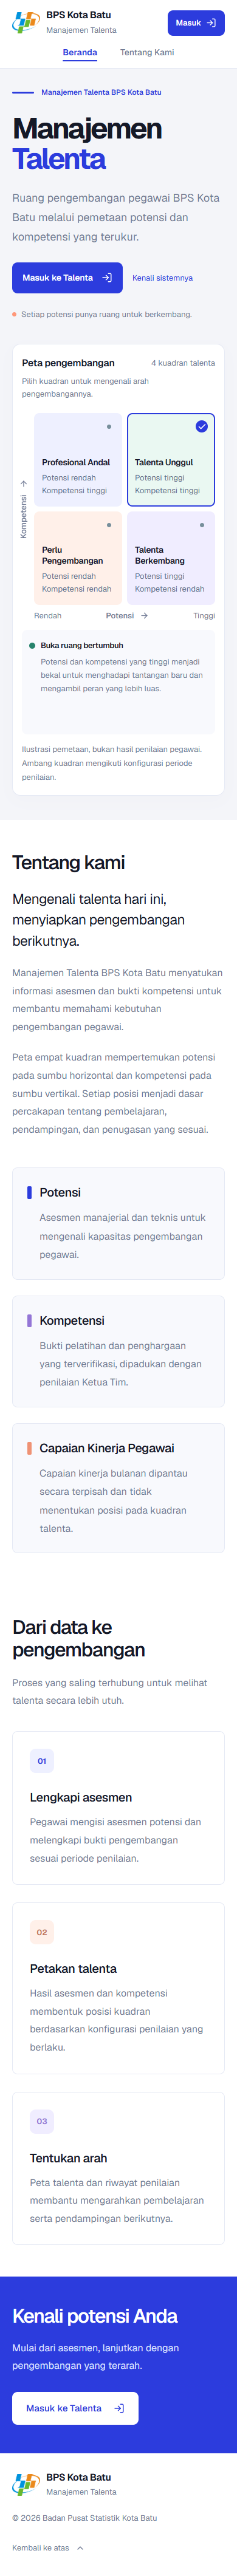 BPS Kota Batu
Manajemen Talenta
Masuk
Beranda
Tentang Kami
Manajemen Talenta BPS Kota Batu
Manajemen
Talenta
Ruang pengembangan pegawai BPS Kota
Batu melalui pemetaan potensi dan
kompetensi yang terukur.
Masuk ke Talenta
Kenali sistemnya
Setiap potensi punya ruang untuk berkembang.
Peta pengembangan
4 kuadran talenta
Pilih kuadran untuk mengenali arah
pengembangannya.
Kompetensi →
Profesional Andal
Potensi rendah
Kompetensi tinggi
Talenta Unggul
Potensi tinggi
Kompetensi tinggi
Perlu
Pengembangan
Potensi rendah
Kompetensi rendah
Talenta
Berkembang
Potensi tinggi
Kompetensi rendah
Rendah
Potensi →
Tinggi
Buka ruang bertumbuh
Potensi dan kompetensi yang tinggi menjadi
bekal untuk menghadapi tantangan baru dan
mengambil peran yang lebih luas.
Ilustrasi pemetaan, bukan hasil penilaian pegawai.
Ambang kuadran mengikuti konfigurasi periode
penilaian.
Tentang kami
Mengenali talenta hari ini,
menyiapkan pengembangan
berikutnya.
Manajemen Talenta BPS Kota Batu menyatukan
informasi asesmen dan bukti kompetensi untuk
membantu memahami kebutuhan
pengembangan pegawai.
Peta empat kuadran mempertemukan potensi
pada sumbu horizontal dan kompetensi pada
sumbu vertikal. Setiap posisi menjadi dasar
percakapan tentang pembelajaran,
pendampingan, dan penugasan yang sesuai.
Potensi
Asesmen manajerial dan teknis untuk
mengenali kapasitas pengembangan
pegawai.
Kompetensi
Bukti pelatihan dan penghargaan
yang terverifikasi, dipadukan dengan
penilaian Ketua Tim.
Capaian Kinerja Pegawai
Capaian kinerja bulanan dipantau
secara terpisah dan tidak
menentukan posisi pada kuadran
talenta.
Dari data ke
pengembangan
Proses yang saling terhubung untuk melihat
talenta secara lebih utuh.
01
Lengkapi asesmen
Pegawai mengisi asesmen potensi dan
melengkapi bukti pengembangan
sesuai periode penilaian.
02
Petakan talenta
Hasil asesmen dan kompetensi
membentuk posisi kuadran
berdasarkan konfigurasi penilaian yang
berlaku.
03
Tentukan arah
Peta talenta dan riwayat penilaian
membantu mengarahkan pembelajaran
serta pendampingan berikutnya.
Kenali potensi Anda
Mulai dari asesmen, lanjutkan dengan
pengembangan yang terarah.
Masuk ke Talenta
BPS Kota Batu
Manajemen Talenta
© 2026 Badan Pusat Statistik Kota Batu
Kembali ke atas